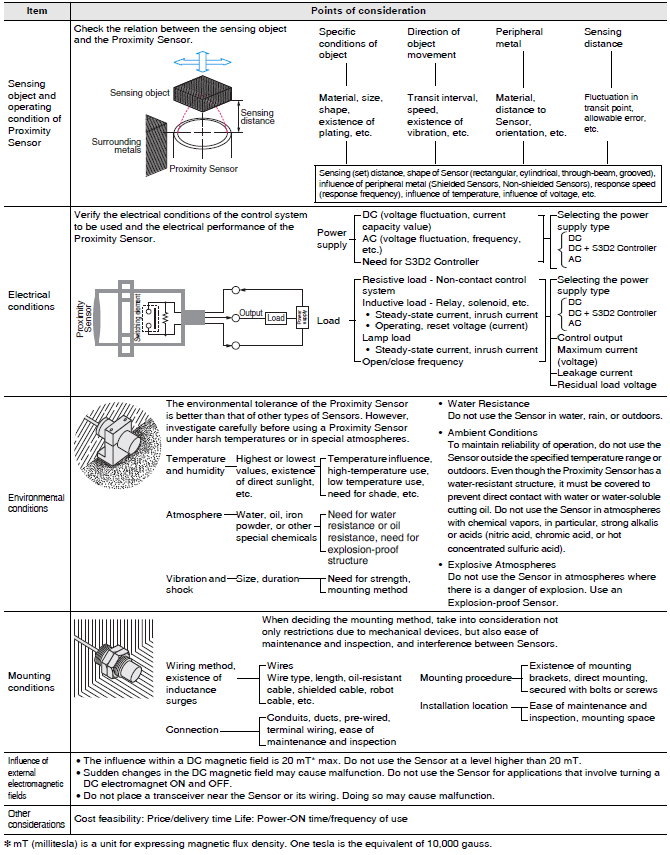 Item
Points of consideration
Sensing
object and
operating
condition of
Proximity
Sensor
Check the relation between the sensing object
and the Proximity Sensor.
Sensing object
Sensing
distance
Surrounding
metals
Proximity Sensor
Specific
conditions of
object
Direction of
object
movement
Peripheral
metal
Sensing
distance
Material, size,
shape,
existence of
plating, etc.
Transit interval,
speed,
existence of
vibration, etc.
Material,
distance to
Sensor,
orientation, etc.
Fluctuation in
transit point,
allowable error,
etc.
Sensing (set) distance, shape of Sensor (rectangular, cylindrical, through-beam, grooved),
influence of peripheral metal (Shielded Sensors, Non-shielded Sensors), response speed
(response frequency), influence of temperature, influence of voltage, etc.
Electrical
conditions
Verify the electrical conditions of the control system
to be used and the electrical performance of the
Proximity Sensor.
Proximity
Sensor
Switching element
Output
Load
Power
supply
Power
supply
DC (voltage fluctuation, current
capacity value)
AC (voltage fluctuation, frequency,
etc.)
Need for S3D2 Controller
Selecting the power
supply type
DC
DC + S3D2 Controller
AC
Load
Resistive load - Non-contact control
system
Inductive load - Relay, solenoid, etc.
• Steady-state current, inrush current
• Operating, reset voltage (current)
Lamp load
• Steady-state current, inrush current
Open/close frequency
Selecting the power
supply type
DC
DC + S3D2 Controller
AC
Control output
Maximum current
(voltage)
Leakage current
Residual load voltage
Environmental
conditions
The environmental tolerance of the Proximity Sensor
is better than that of other types of Sensors. However,
investigate carefully before using a Proximity Sensor
under harsh temperatures or in special atmospheres.
Temperature
and humidity
Highest or lowest
values, existence
of direct sunlight,
etc.
Temperature influence,
high-temperature use,
low temperature use,
need for shade, etc.
Atmosphere
Water, oil, iron
powder, or other
special chemicals
Need for water
resistance or oil
resistance, need for
explosion-proof
structure
Vibration and
shock
Size, duration
Need for strength,
mounting method
• Water Resistance
Do not use the Sensor in water, rain, or outdoors.
• Ambient Conditions
To maintain reliability of operation, do not use the
Sensor outside the specified temperature range or
outdoors. Even though the Proximity Sensor has a
water-resistant structure, it must be covered to
prevent direct contact with water or water-soluble
cutting oil. Do not use the Sensor in atmospheres
with chemical vapors, in particular, strong alkalis
or acids (nitric acid, chromic acid, or hot
concentrated sulfuric acid).
• Explosive Atmospheres
Do not use the Sensor in atmospheres where
there is a danger of explosion. Use an
Explosion-proof Sensor.
Mounting
conditions
When deciding the mounting method, take into consideration
not only restrictions due to mechanical devices, but also ease of
maintenance and inspection, and interference between Sensors.
Wiring method,
existence of
inductance
surges
Wires
Wire type, length, oil-resistant
cable, shielded cable, robot
cable, etc.
Connection
Conduits, ducts, pre-wired,
terminal wiring, ease of
maintenance and inspection
Mounting procedure
Existence of mounting
brackets, direct mounting,
secured with bolts or screws
Installation location
Ease of maintenance and
inspection, mounting space
Influence of
external
electromagnetic
fields
• The influence within a DC magnetic field is 20 mT* max. Do not use the Sensor at a level higher than 20 mT.
• Sudden changes in the DC magnetic field may cause malfunction. Do not use the Sensor for applications that involve turning a
DC electromagnet ON and OFF.
• Do not place a transceiver near the Sensor or its wiring. Doing so may cause malfunction.
Other
considerations
Cost feasibility: Price/delivery time Life: Power-ON time/frequency of use
* mT (millitesla) is a unit for expressing magnetic flux density. One tesla is the equivalent of 10,000 gauss.